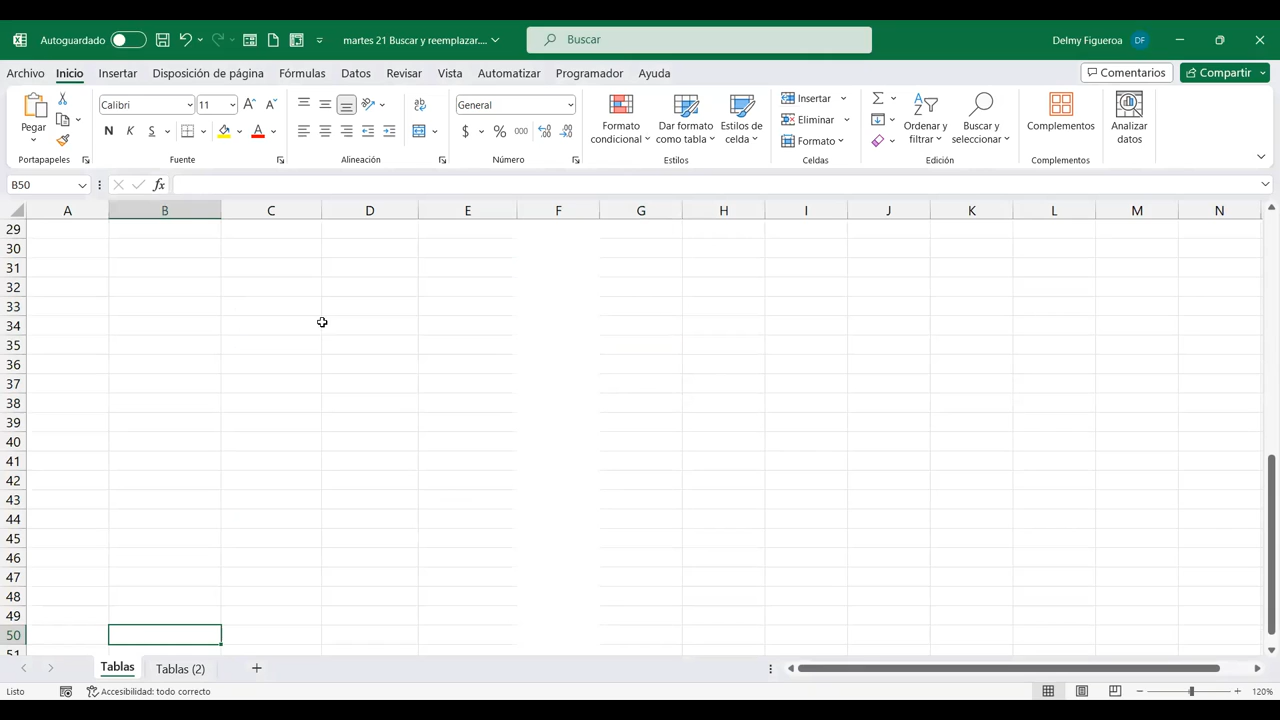 Autoguardado
martes 21 Buscar y reemplazar....
Buscar
Delmy Figueroa DF
Archivo Inicio Insertar Disposición de página Fórmulas Datos Revisar Vista Automatizar Programador Ayuda
Comentarios Compartir
Pegar
Portapapeles
Calibri 11
N K S
Fuente
Alineación
General
$ % 000
Número
Formato condicional
Dar formato como tabla
Estilos de celda
Estilos
Insertar
Eliminar
Formato
Celdas
Ordenar y filtrar
Buscar y seleccionar
Edición
Complementos
Complementos
Analizar datos
B50 fx
A B C D E F G H I J K L M N
29
30
31
32
33
34
35
36
37
38
39
40
41
42
43
44
45
46
47
48
49
50
51
Tablas Tablas (2)
Listo Accesibilidad: todo correcto 120%